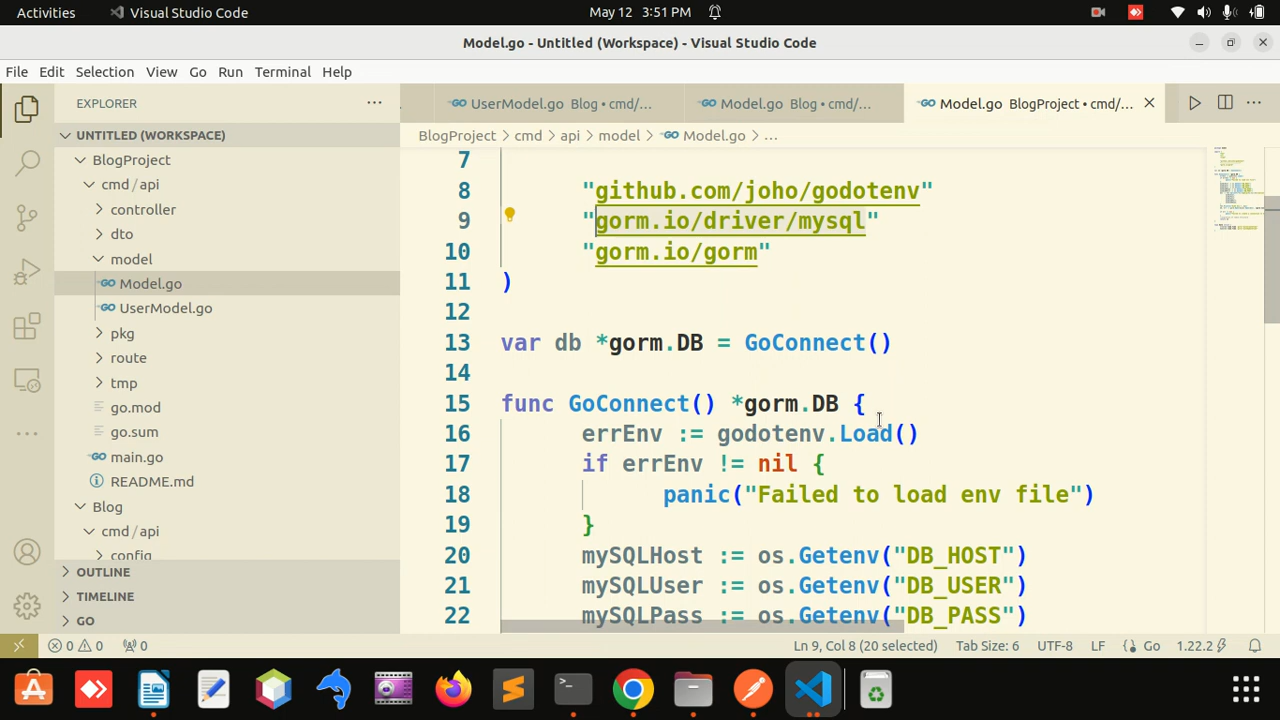 Activities Visual Studio Code May 12 3:51 PM
Model.go - Untitled (Workspace) - Visual Studio Code
File Edit Selection View Go Run Terminal Help
EXPLORER
UNTITLED (WORKSPACE)
BlogProject
cmd/api
controller
dto
model
Model.go
UserModel.go
pkg
route
tmp
go.mod
go.sum
main.go
README.md
Blog
cmd/api
config
OUTLINE
TIMELINE
GO
UserModel.go Blog • cmd/... Model.go Blog • cmd/... Model.go BlogProject • cmd/...
BlogProject > cmd > api > model > Model.go > ...
7
8 "github.com/joho/godotenv"
9 "gorm.io/driver/mysql"
10 "gorm.io/gorm"
11 )
12
13 var db *gorm.DB = GoConnect()
14
15 func GoConnect() *gorm.DB {
16 errEnv := godotenv.Load()
17 if errEnv != nil {
18 panic("Failed to load env file")
19 }
20 mySQLHost := os.Getenv("DB_HOST")
21 mySQLUser := os.Getenv("DB_USER")
22 mySQLPass := os.Getenv("DB_PASS")
0 0 0 Ln 9, Col 8 (20 selected) Tab Size: 6 UTF-8 LF Go 1.22.2